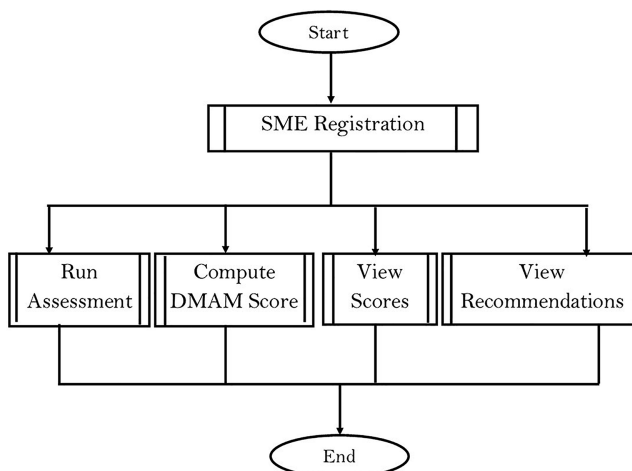 Start
SME Registration
Run
Assessment
Compute
DMAM Score
View
Scores
View
Recommendations
End